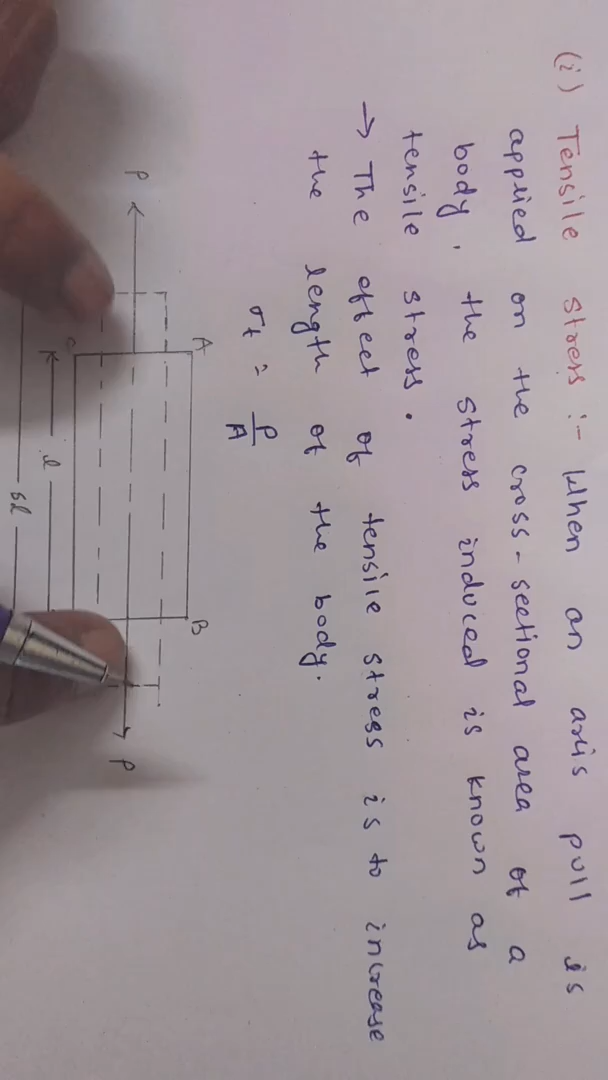 (i) Tensile stress :- When an axis pull is
applied on the cross-sectional area of a
body, the stress induced is known as
tensile stress.
→ The effect of tensile stress is to increase
the length of the body.
σt = P/A
A B
P P
C
l
δl